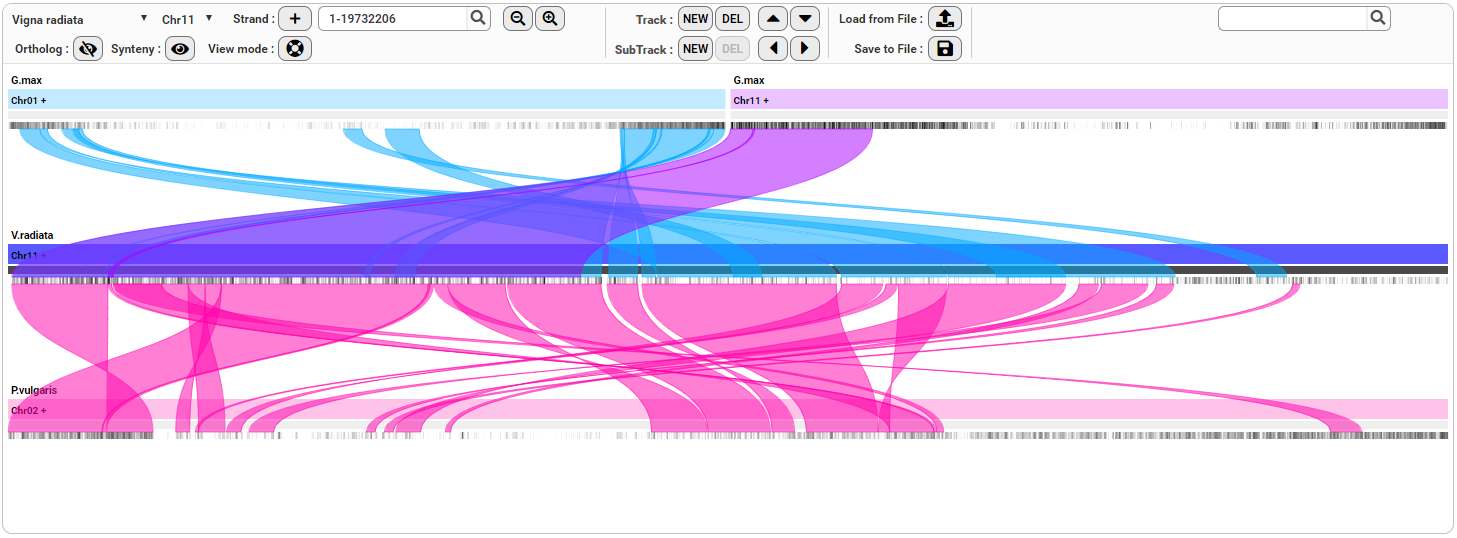 Vigna radiata ▼ Chr11 ▼ Strand : + 1-19732206 Track : NEW DEL Load from File :
Ortholog : Synteny : View mode : SubTrack : NEW DEL Save to File :
G.max G.max
Chr01 + Chr11 +
V.radiata
Chr11 +
P.vulgaris
Chr02 +